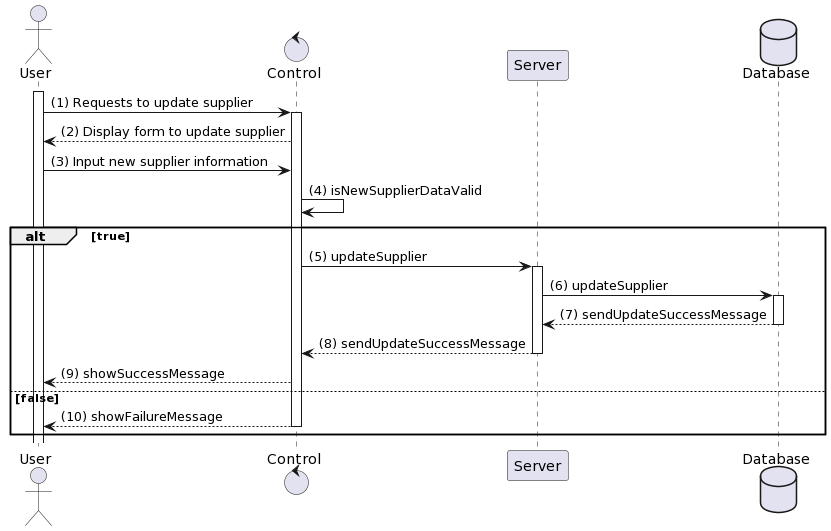 User
Control
Server
Database
(1) Requests to update supplier
(2) Display form to update supplier
(3) Input new supplier information
(4) isNewSupplierDataValid
alt [true]
(5) updateSupplier
(6) updateSupplier
(7) sendUpdateSuccessMessage
(8) sendUpdateSuccessMessage
(9) showSuccessMessage
[false]
(10) showFailureMessage
User
Control
Server
Database